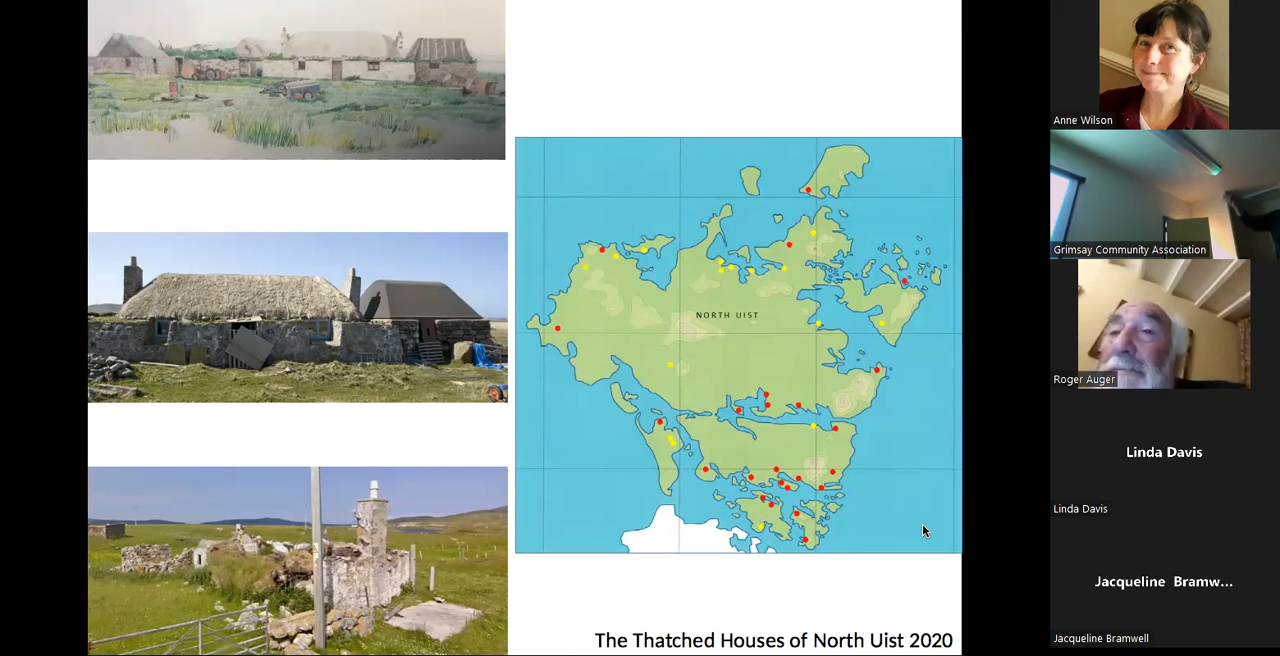 NORTH UIST
The Thatched Houses of North Uist 2020
Anne Wilson
Grimsay Community Association
Roger Auger
Linda Davis
Linda Davis
Jacqueline Bramw...
Jacqueline Bramwell